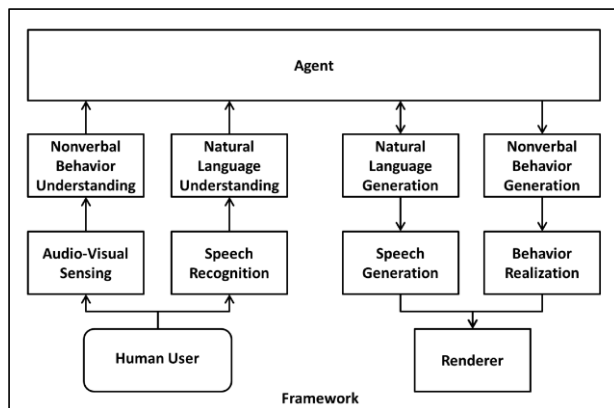 Agent
Nonverbal
Behavior
Understanding
Natural
Language
Understanding
Natural
Language
Generation
Nonverbal
Behavior
Generation
Audio-Visual
Sensing
Speech
Recognition
Speech
Generation
Behavior
Realization
Human User
Renderer
Framework